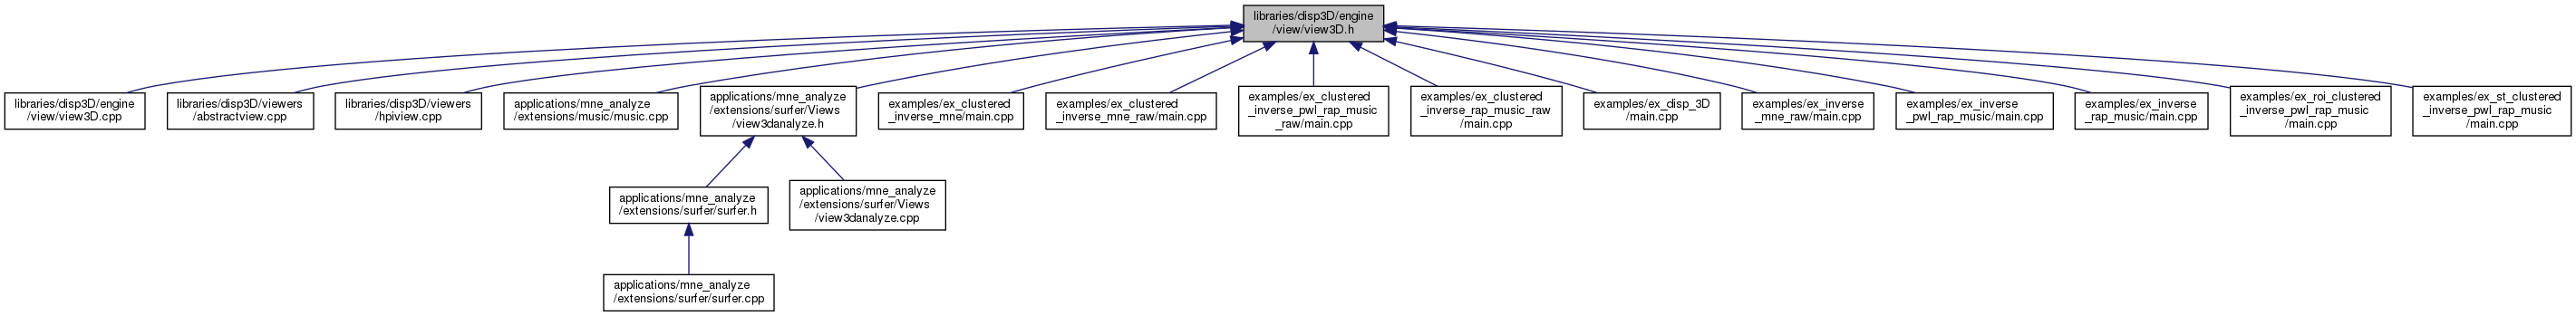 libraries/disp3D/engine
/view/view3D.h
libraries/disp3D/engine
/view/view3D.cpp
libraries/disp3D/viewers
/abstractview.cpp
libraries/disp3D/viewers
/hpiview.cpp
applications/mne_analyze
/extensions/music/music.cpp
applications/mne_analyze
/extensions/surfer/Views
/view3danalyze.h
examples/ex_clustered
_inverse_mne/main.cpp
examples/ex_clustered
_inverse_mne_raw/main.cpp
examples/ex_clustered
_inverse_pwl_rap_music
_raw/main.cpp
examples/ex_clustered
_inverse_rap_music_raw
/main.cpp
examples/ex_disp_3D
/main.cpp
examples/ex_inverse
_mne_raw/main.cpp
examples/ex_inverse
_pwl_rap_music/main.cpp
examples/ex_inverse
_rap_music/main.cpp
examples/ex_roi_clustered
_inverse_pwl_rap_music
/main.cpp
examples/ex_st_clustered
_inverse_pwl_rap_music
/main.cpp
applications/mne_analyze
/extensions/surfer/surfer.h
applications/mne_analyze
/extensions/surfer/Views
/view3danalyze.cpp
applications/mne_analyze
/extensions/surfer/surfer.cpp